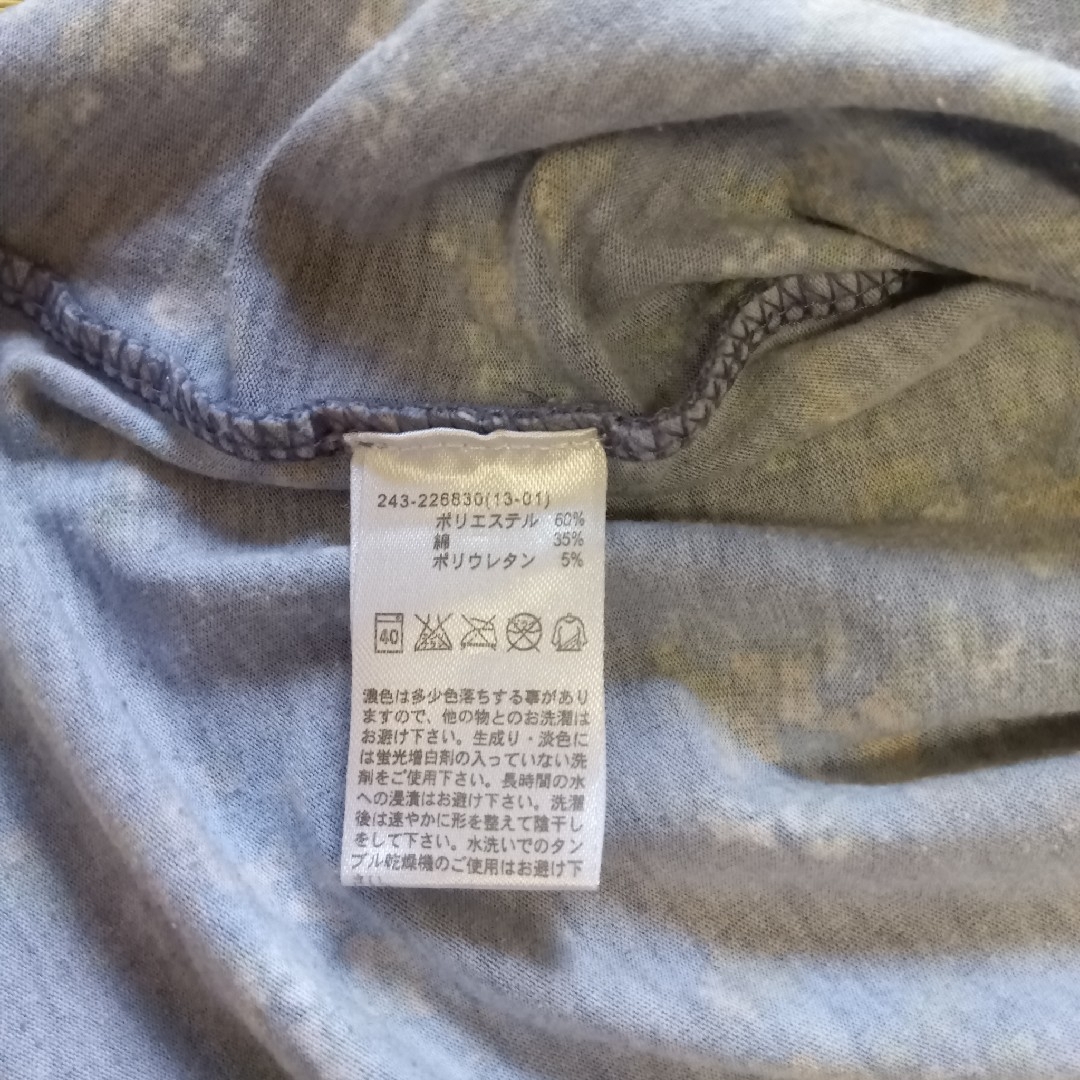 243-226830(13-01)
ポリエステル 60%
綿 35%
ポリウレタン 5%
40
濃色は多少色落ちする事があり
ますので、他の物とのお洗濯は
お避け下さい。生成り・淡色に
は蛍光増白剤の入っていない洗
剤をご使用下さい。長時間の水
への浸漬はお避け下さい。洗濯
後は速やかに形を整えて陰干し
をして下さい。水洗いでのタン
ブル乾燥機のご使用はお避け下